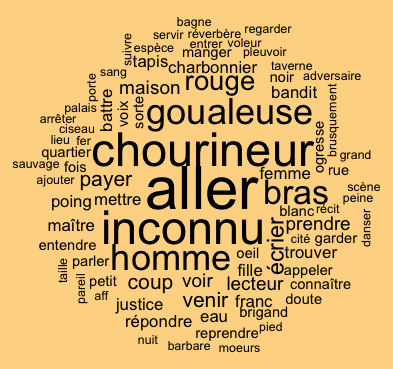 bagne
servir réverbère regarder
suivre espèce entrer voleur
manger pleuvoir
tapis charbonnier taverne
porte sang rouge noir adversaire
maison bandit
palais battre voix sorte goualeuse brusquement
arrêter
ciseau
lieu fer chourineur ogresse grand
quartier
sauvage fois femme rue
ajouter payer aller scène
poing mettre bras peine
blanc récit
maître inconnu prendre danser
cité garder
entendre écrier
homme oeil trouver
taille parler fille appeler
pareil petit coup voir lecteur connaître
aff venir franc doute
justice brigand
eau
répondre pied
reprendre
nuit barbare moeurs